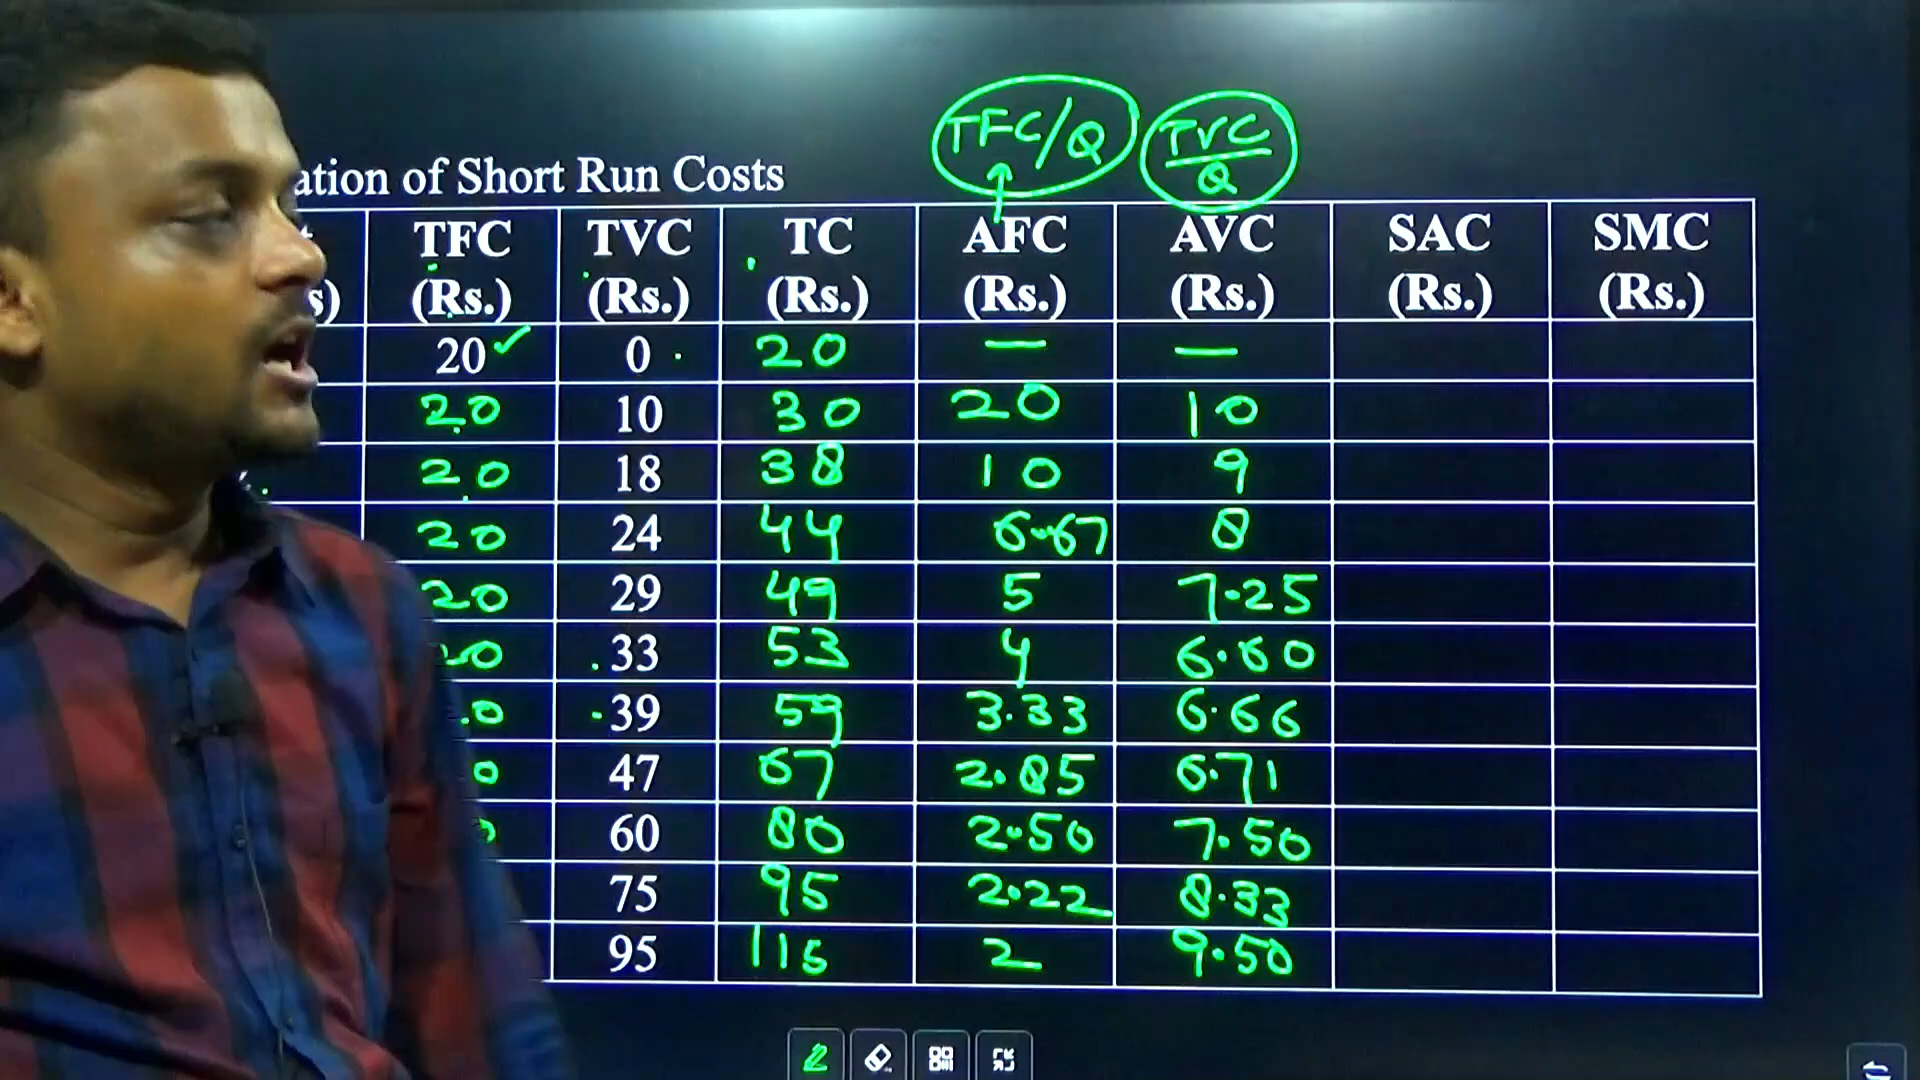 TFC/Q TVC/Q
ation of Short Run Costs
s) TFC (Rs.) TVC (Rs.) TC (Rs.) AFC (Rs.) AVC (Rs.) SAC (Rs.) SMC (Rs.)
20 0 20 — —
20 10 30 20 10
20 18 38 10 9
20 24 44 6.67 8
20 29 49 5 7.25
20 33 53 4 6.60
0 39 59 3.33 6.66
0 47 67 2.85 6.71
60 80 2.50 7.50
75 95 2.22 8.33
95 115 2 9.50